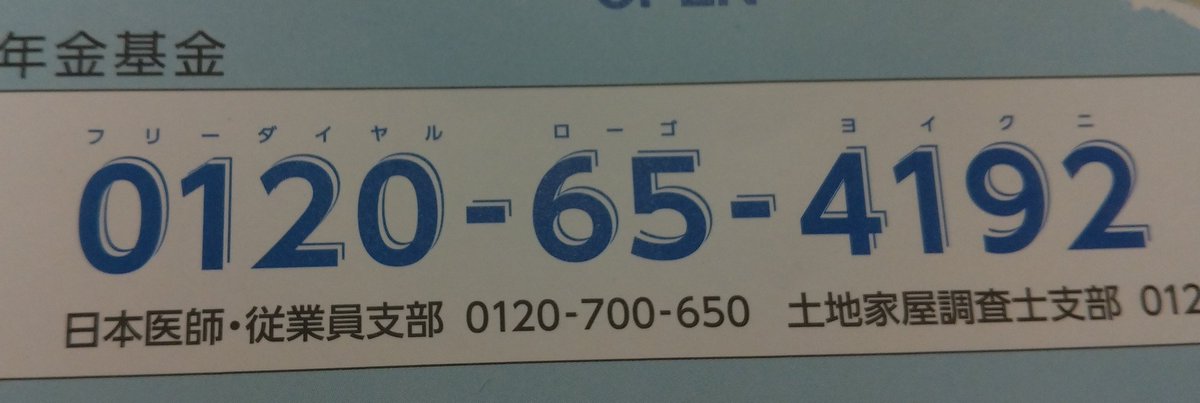 OPEN
年金基金
フリーダイヤル ローゴ ヨイクニ
0120-65-4192
日本医師・従業員支部 0120-700-650 土地家屋調査士支部 012